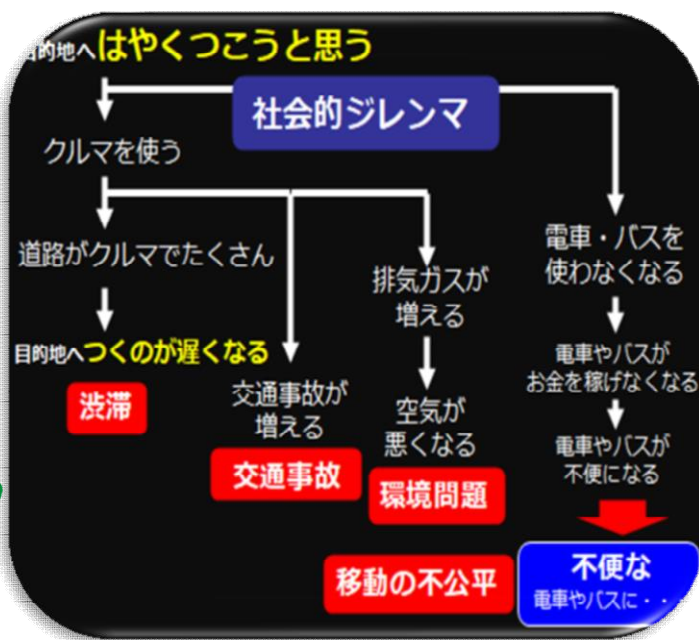 目的地へはやくつこうと思う
社会的ジレンマ
クルマを使う
道路がクルマでたくさん
目的地へつくのが遅くなる
渋滞
交通事故が
増える
交通事故
排気ガスが
増える
空気が
悪くなる
環境問題
電車・バスを
使わなくなる
電車やバスが
お金を稼げなくなる
電車やバスが
不便になる
移動の不公平
不便な
電車やバスに・・・